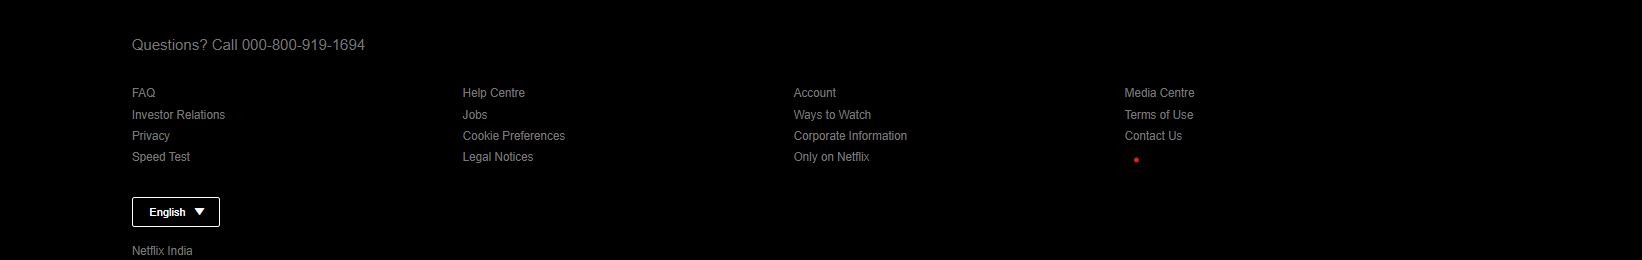 Questions? Call 000-800-919-1694
FAQ Help Centre Account Media Centre
Investor Relations Jobs Ways to Watch Terms of Use
Privacy Cookie Preferences Corporate Information Contact Us
Speed Test Legal Notices Only on Netflix
English
Netflix India